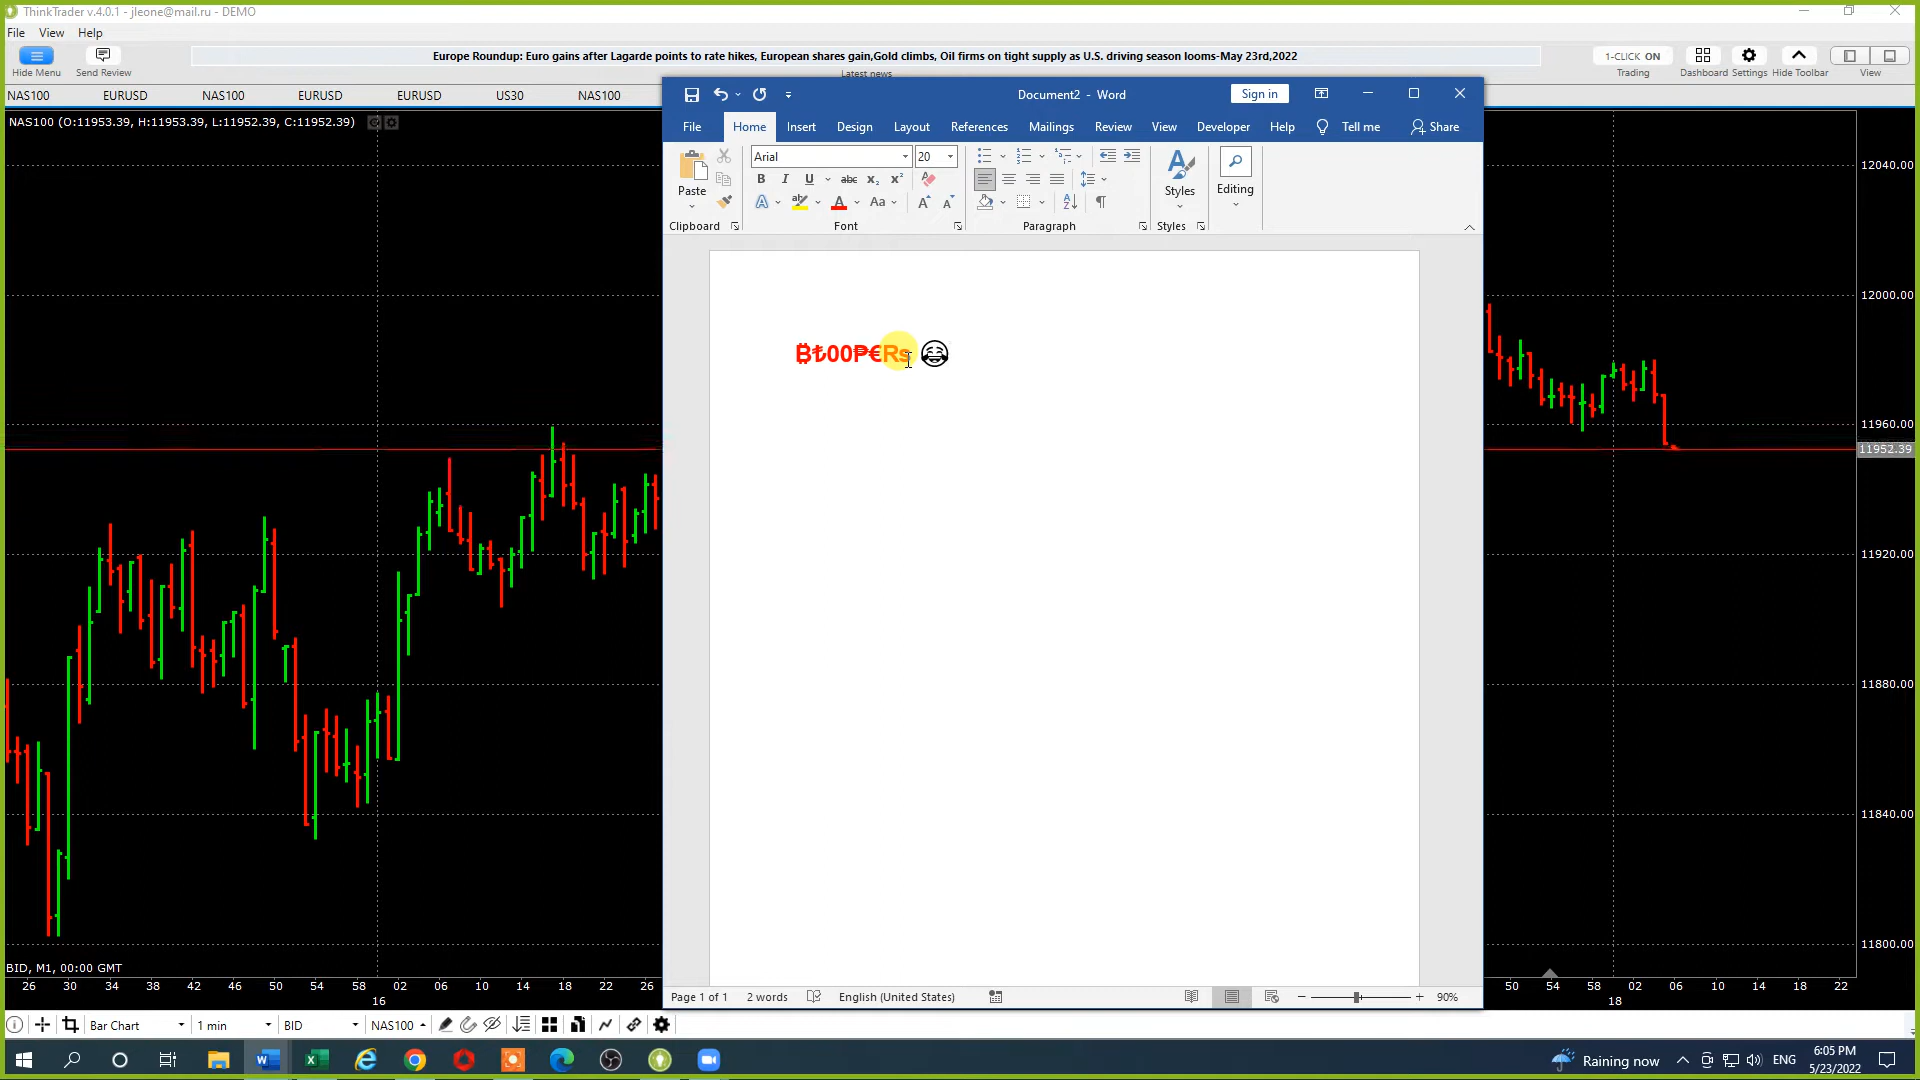 ThinkTrader v.4.0.1 - jleone@mail.ru - DEMO
File View Help
Hide Menu
Send Review
Europe Roundup: Euro gains after Lagarde points to rate hikes, European shares gain,Gold climbs, Oil firms on tight supply as U.S. driving season looms-May 23rd,2022
Latest news
1-CLICK ON
Trading
Dashboard Settings Hide Toolbar View
NAS100 EURUSD NAS100 EURUSD EURUSD US30 NAS100
NAS100 (O:11953.39, H:11953.39, L:11952.39, C:11952.39)
Document2 - Word
Sign in
File Home Insert Design Layout References Mailings Review View Developer Help Tell me Share
Paste
Clipboard
Arial 20
Font
Paragraph
Styles
Styles
Editing
₿₺00₱€₨ 😂
12040.00
12000.00
11960.00
11952.39
11920.00
11880.00
11840.00
11800.00
BID, M1, 00:00 GMT
26 30 34 38 42 46 50 54 58 02 06 10 14 18 22 26
16
50 54 58 02 06 10 14 18 22
18
Page 1 of 1 2 words English (United States) 90%
Bar Chart 1 min BID NAS100
Raining now ENG
6:05 PM
5/23/2022